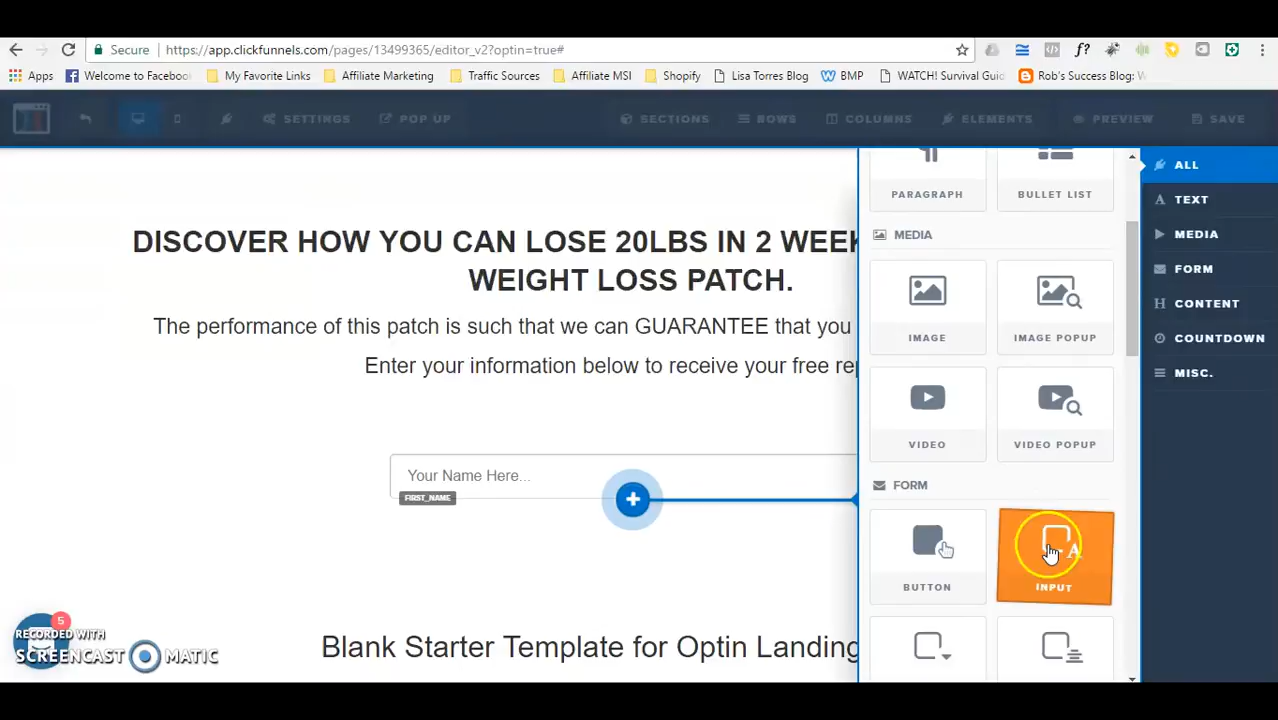 Secure https://app.clickfunnels.com/pages/13499365/editor_v2?optin=true#
Apps Welcome to Facebook My Favorite Links Affiliate Marketing Traffic Sources Affiliate MSI Shopify Lisa Torres Blog BMP WATCH! Survival Guid Rob's Success Blog:
SETTINGS POP UP SECTIONS ROWS COLUMNS ELEMENTS PREVIEW SAVE
DISCOVER HOW YOU CAN LOSE 20LBS IN 2 WEEK
WEIGHT LOSS PATCH.
The performance of this patch is such that we can GUARANTEE that you
Enter your information below to receive your free rep
Your Name Here...
FIRST_NAME
Blank Starter Template for Optin Landing
5
RECORDED WITH
SCREENCAST MATIC
PARAGRAPH BULLET LIST
MEDIA
IMAGE IMAGE POPUP
VIDEO VIDEO POPUP
FORM
BUTTON INPUT
ALL
TEXT
MEDIA
FORM
CONTENT
COUNTDOWN
MISC.